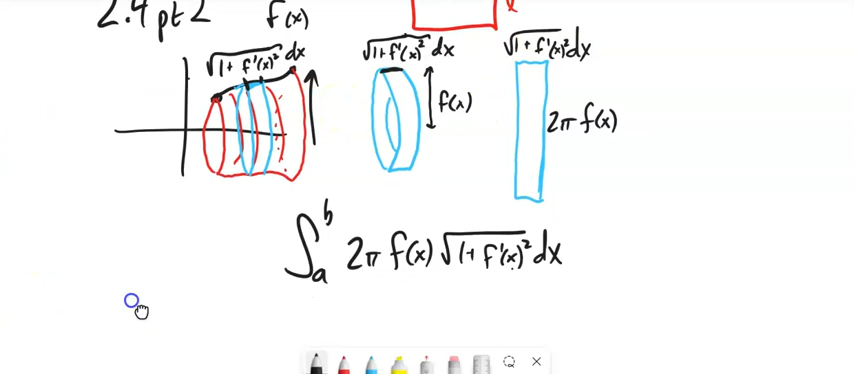 2.4 pt 2 f(x)
√(1+f'(x)²) dx √(1+f'(x)²) dx √(1+f'(x)²) dx
f(x) 2π f(x)
∫ₐᵇ 2π f(x) √(1+f'(x)²) dx